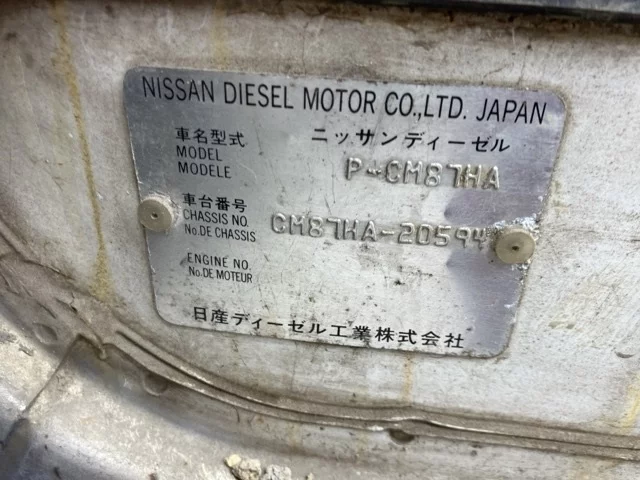 NISSAN DIESEL MOTOR CO.,LTD. JAPAN
車名型式 ニッサンディーゼル
MODEL
MODELE P-CM87HA
車台番号
CHASSIS NO. CM87HA-20594
No.DE CHASSIS
ENGINE NO.
No.DE MOTEUR
日産ディーゼル工業株式会社